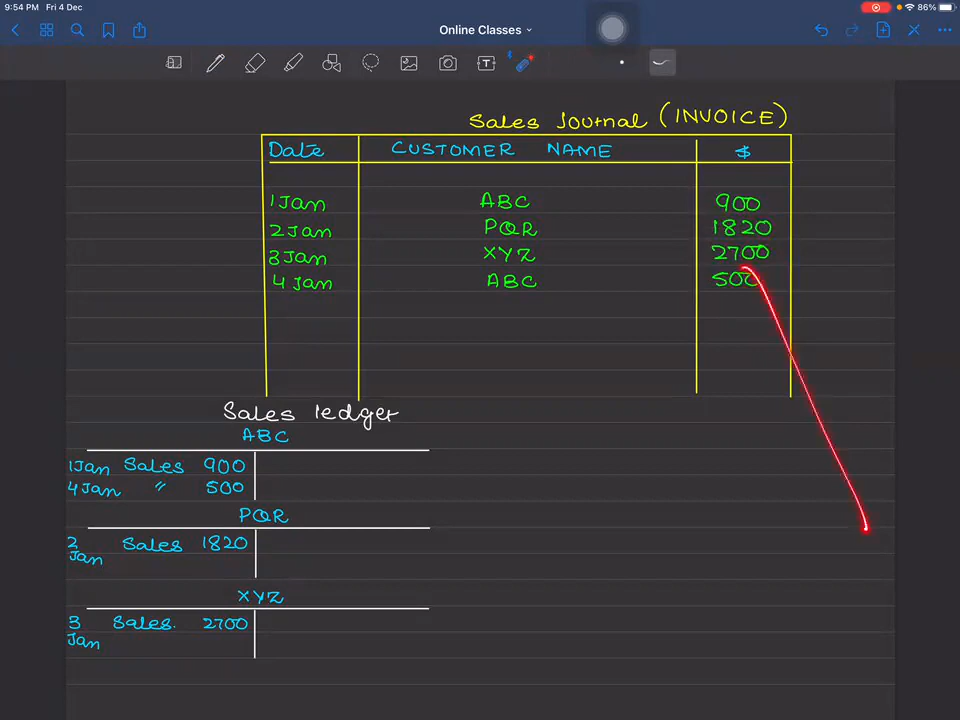 9:54 PM Fri 4 Dec
86%
Online Classes
Sales Journal (INVOICE)
Date CUSTOMER NAME $
1 Jan ABC 900
2 Jan PQR 1820
3 Jan XYZ 2700
4 Jan ABC 500
Sales ledger
ABC
1Jan Sales 900
4 Jan " 500
PQR
2 Jan Sales 1820
XYZ
3 Jan Sales. 2700